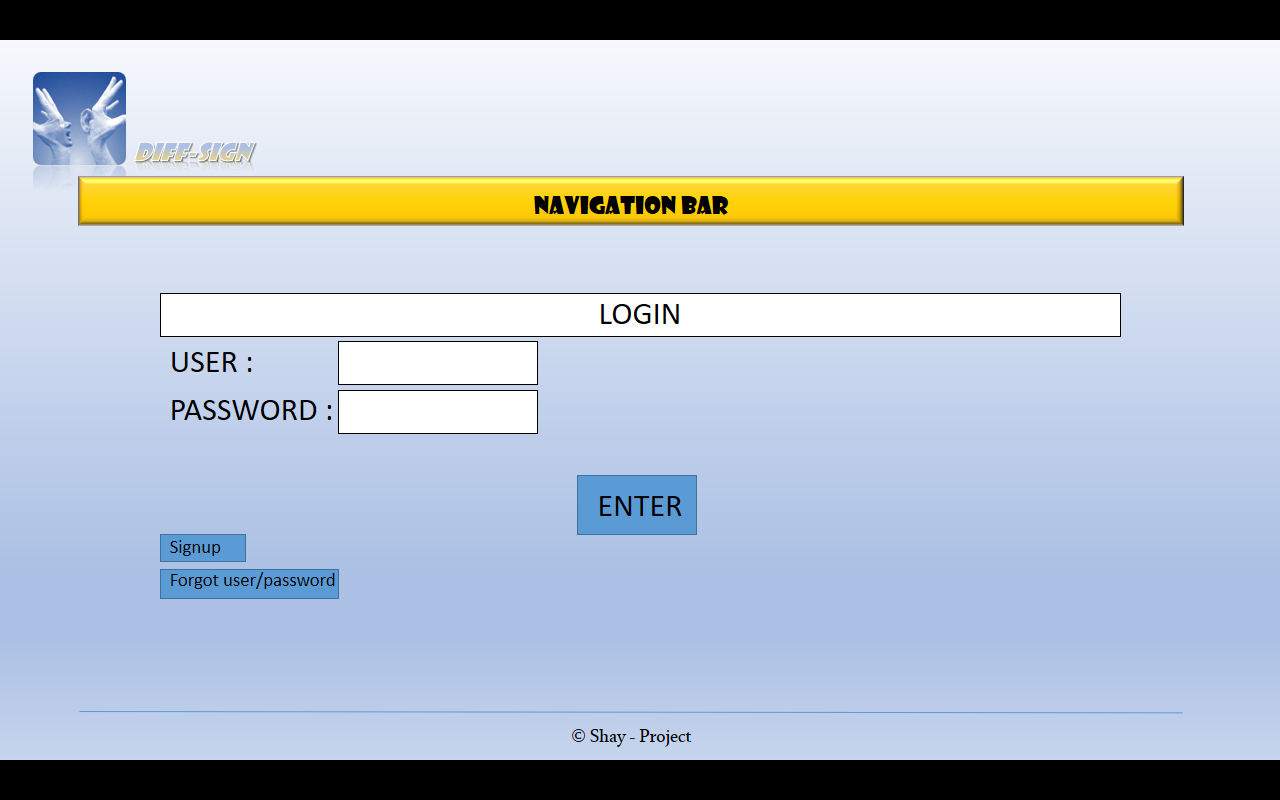 DIFF-SIGN
NAVIGATION BAR
LOGIN
USER :
PASSWORD :
ENTER
Signup
Forgot user/password
© Shay - Project